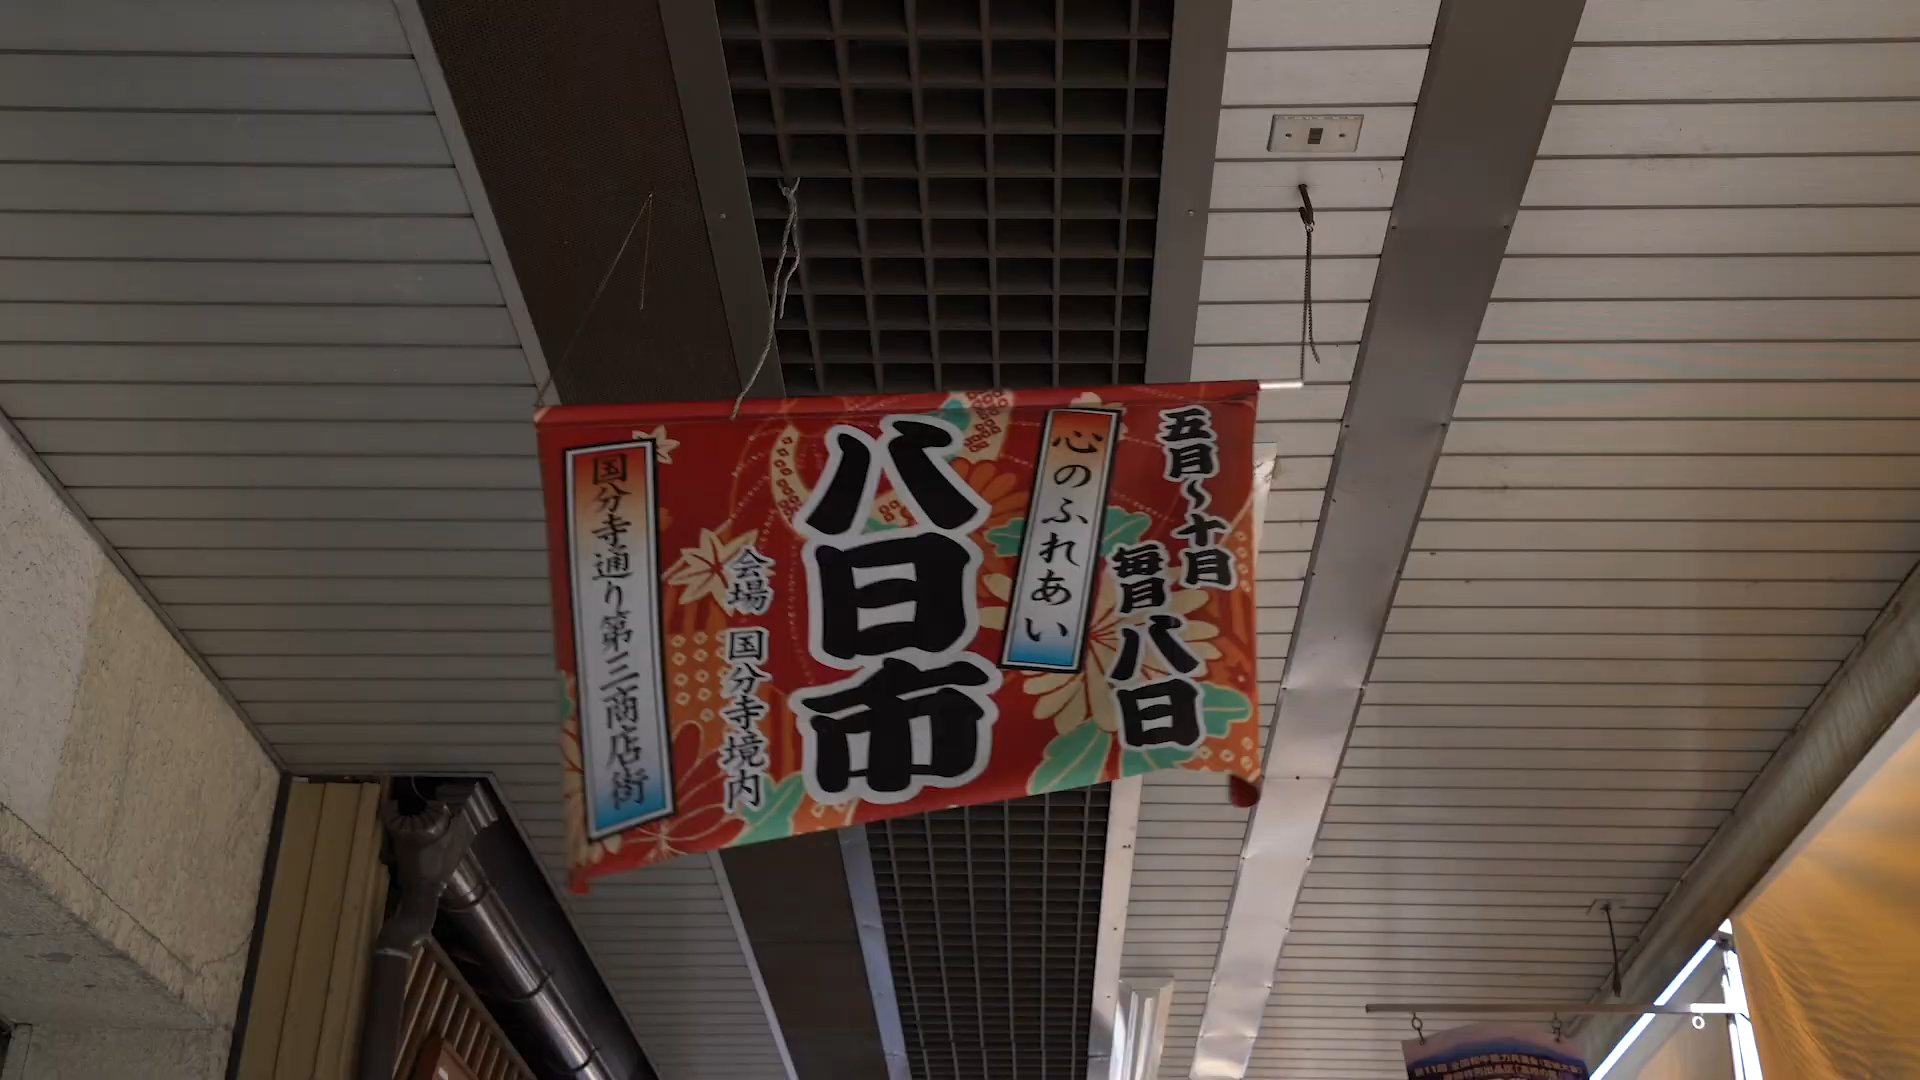 五月〜十月
毎月八日
心のふれあい
八日市
会場 国分寺境内
国分寺通り第三商店街